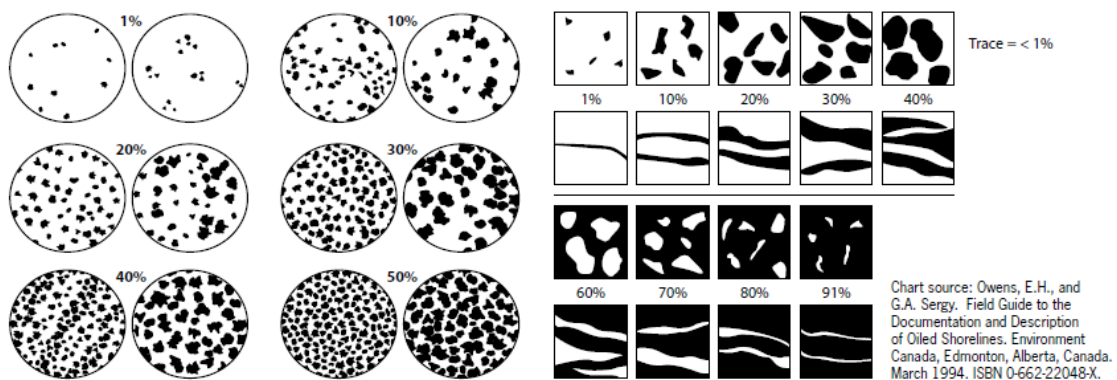 1%
10%
20%
30%
40%
50%
Trace = < 1%
1%
10%
20%
30%
40%
60%
70%
80%
91%
Chart source: Owens, E.H., and
G.A. Sergy. Field Guide to the
Documentation and Description
of Oiled Shorelines. Environment
Canada, Edmonton, Alberta, Canada.
March 1994. ISBN 0-662-22048-X.